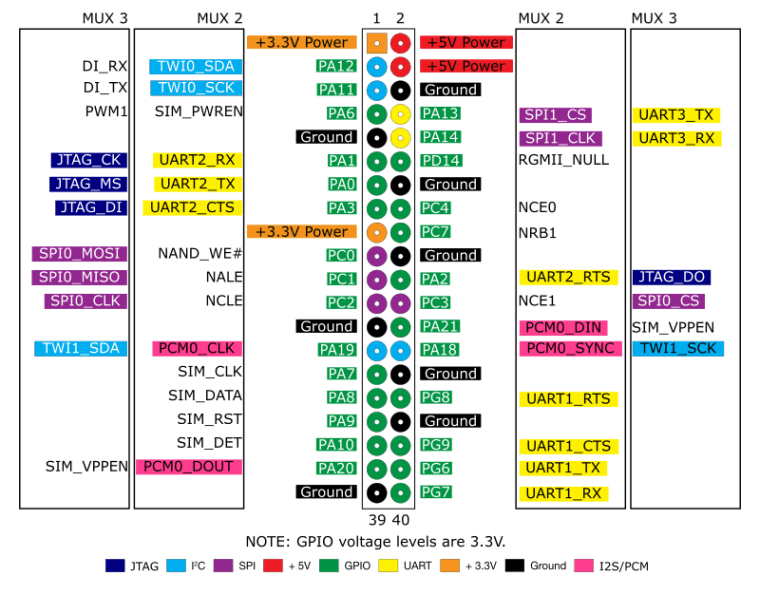 MUX 3 MUX 2 1 2 MUX 2 MUX 3
+3.3V Power +5V Power
DI_RX TWI0_SDA PA12 +5V Power
DI_TX TWI0_SCK PA11 Ground
PWM1 SIM_PWREN PA6 PA13 SPI1_CS UART3_TX
Ground PA14 SPI1_CLK UART3_RX
JTAG_CK UART2_RX PA1 PD14 RGMII_NULL
JTAG_MS UART2_TX PA0 Ground
JTAG_DI UART2_CTS PA3 PC4 NCE0
+3.3V Power PC7 NRB1
SPI0_MOSI NAND_WE# PC0 Ground
SPI0_MISO NALE PC1 PA2 UART2_RTS JTAG_DO
SPI0_CLK NCLE PC2 PC3 NCE1 SPI0_CS
Ground PA21 PCM0_DIN SIM_VPPEN
TWI1_SDA PCM0_CLK PA19 PA18 PCM0_SYNC TWI1_SCK
SIM_CLK PA7 Ground
SIM_DATA PA8 PG8 UART1_RTS
SIM_RST PA9 Ground
SIM_DET PA10 PG9 UART1_CTS
SIM_VPPEN PCM0_DOUT PA20 PG6 UART1_TX
Ground PG7 UART1_RX
39 40
NOTE: GPIO voltage levels are 3.3V.
JTAG I²C SPI + 5V GPIO UART + 3.3V Ground I2S/PCM